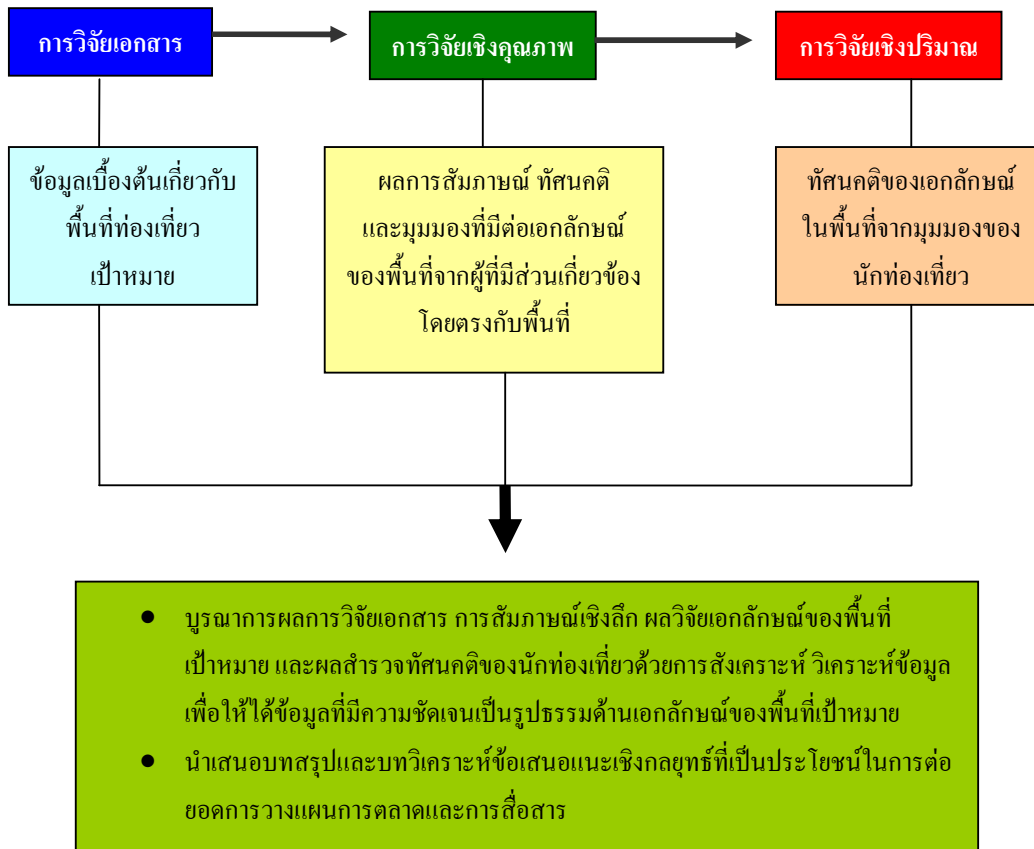 การวิจัยเอกสาร
การวิจัยเชิงคุณภาพ
การวิจัยเชิงปริมาณ
ข้อมูลเบื้องต้นเกี่ยวกับ
พื้นที่ท่องเที่ยว
เป้าหมาย
ผลการสัมภาษณ์ ทัศนคติ
และมุมมองที่มีต่อเอกลักษณ์
ของพื้นที่จากผู้ที่มีส่วนเกี่ยวข้อง
โดยตรงกับพื้นที่
ทัศนคติของเอกลักษณ์
ในพื้นที่จากมุมมองของ
นักท่องเที่ยว
● บูรณาการผลการวิจัยเอกสาร การสัมภาษณ์เชิงลึก ผลวิจัยเอกลักษณ์ของพื้นที่
เป้าหมาย และผลสำรวจทัศนคติของนักท่องเที่ยวด้วยการสังเคราะห์ วิเคราะห์ข้อมูล
เพื่อให้ได้ข้อมูลที่มีความชัดเจนเป็นรูปธรรมด้านเอกลักษณ์ของพื้นที่เป้าหมาย
● นำเสนอบทสรุปและบทวิเคราะห์ข้อเสนอแนะเชิงกลยุทธ์ที่เป็นประโยชน์ในการต่อ
ยอดการวางแผนการตลาดและการสื่อสาร